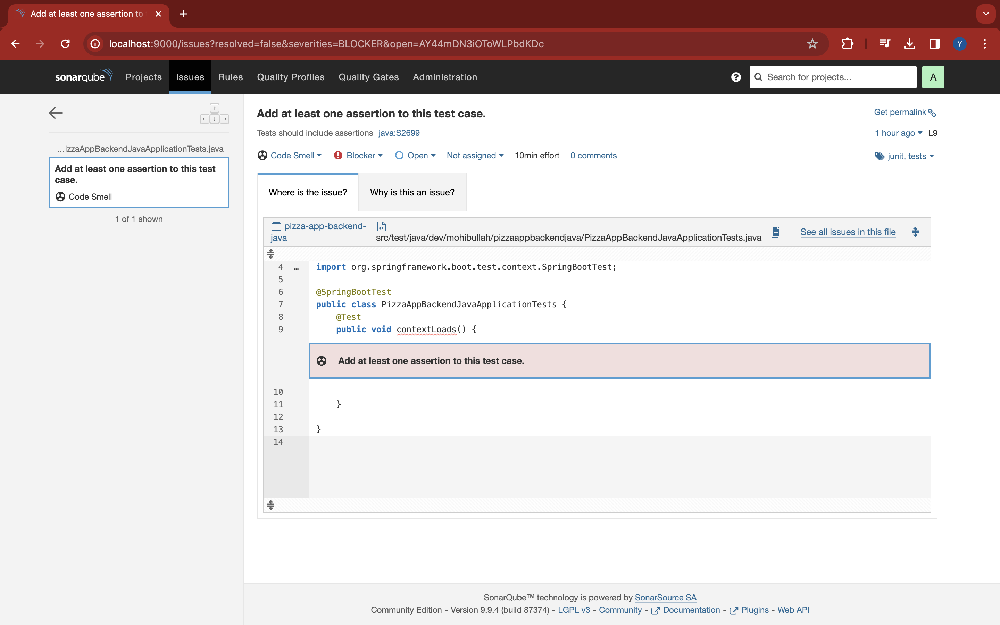 Add at least one assertion to
localhost:9000/issues?resolved=false&severities=BLOCKER&open=AY44mDN3iOToWLPbdKDc
Y
sonarqube Projects Issues Rules Quality Profiles Quality Gates Administration ? Search for projects... A
…izzaAppBackendJavaApplicationTests.java
Add at least one assertion to this test
case.
Code Smell
1 of 1 shown
Add at least one assertion to this test case.
Get permalink
Tests should include assertions java:S2699
1 hour ago L9
Code Smell Blocker Open Not assigned 10min effort 0 comments
junit, tests
Where is the issue? Why is this an issue?
pizza-app-backend-
java
src/test/java/dev/mohibullah/pizzaappbackendjava/PizzaAppBackendJavaApplicationTests.java
See all issues in this file
4 … import org.springframework.boot.test.context.SpringBootTest;
5
6 @SpringBootTest
7 public class PizzaAppBackendJavaApplicationTests {
8 @Test
9 public void contextLoads() {
Add at least one assertion to this test case.
10
11 }
12
13 }
14
SonarQube™ technology is powered by SonarSource SA
Community Edition - Version 9.9.4 (build 87374) - LGPL v3 - Community - Documentation - Plugins - Web API